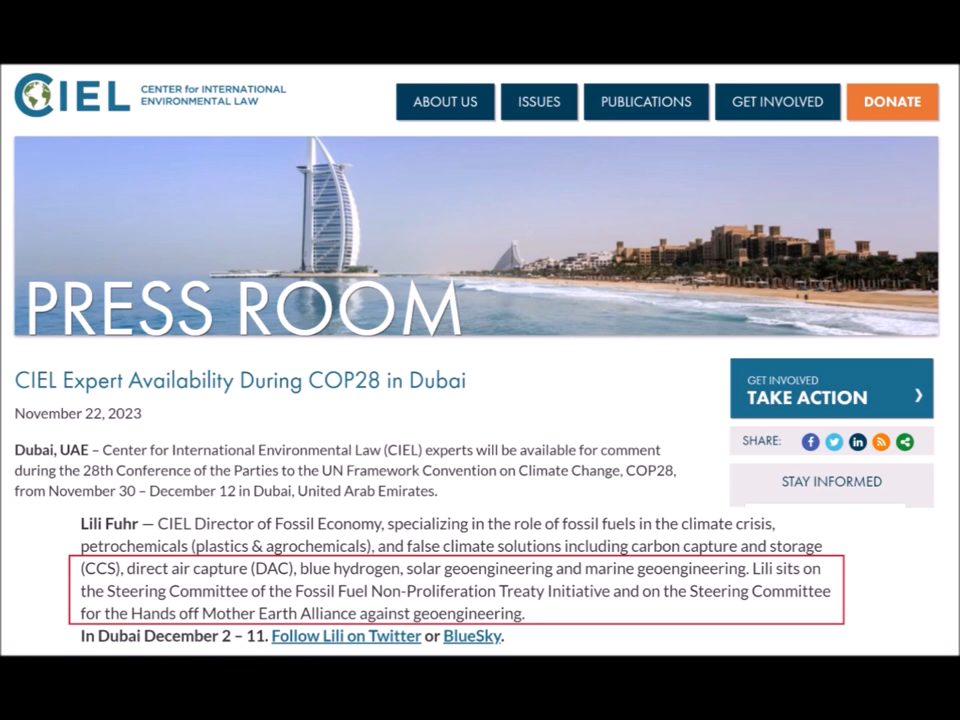 CIEL CENTER for INTERNATIONAL
ENVIRONMENTAL LAW
ABOUT US
ISSUES
PUBLICATIONS
GET INVOLVED
DONATE
PRESS ROOM
CIEL Expert Availability During COP28 in Dubai
November 22, 2023
Dubai, UAE – Center for International Environmental Law (CIEL) experts will be available for comment
during the 28th Conference of the Parties to the UN Framework Convention on Climate Change, COP28,
from November 30 – December 12 in Dubai, United Arab Emirates.
GET INVOLVED
TAKE ACTION
SHARE:
STAY INFORMED
Lili Fuhr — CIEL Director of Fossil Economy, specializing in the role of fossil fuels in the climate crisis,
petrochemicals (plastics & agrochemicals), and false climate solutions including carbon capture and storage
(CCS), direct air capture (DAC), blue hydrogen, solar geoengineering and marine geoengineering. Lili sits on
the Steering Committee of the Fossil Fuel Non-Proliferation Treaty Initiative and on the Steering Committee
for the Hands off Mother Earth Alliance against geoengineering.
In Dubai December 2 – 11. Follow Lili on Twitter or BlueSky.